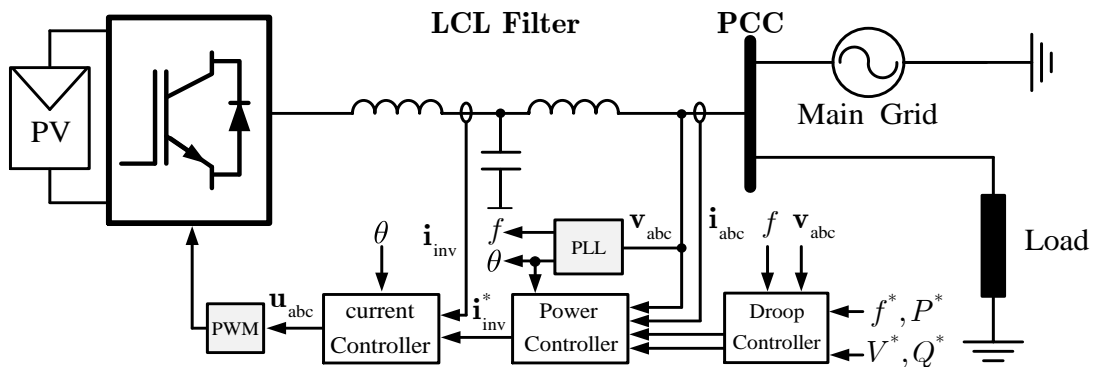 LCL Filter
PCC
PV
Main Grid
Load
θ
i_inv
f
θ
PLL
v_abc
i_abc
f
v_abc
PWM
u_abc
current
Controller
i*_inv
Power
Controller
Droop
Controller
f*, P*
V*, Q*